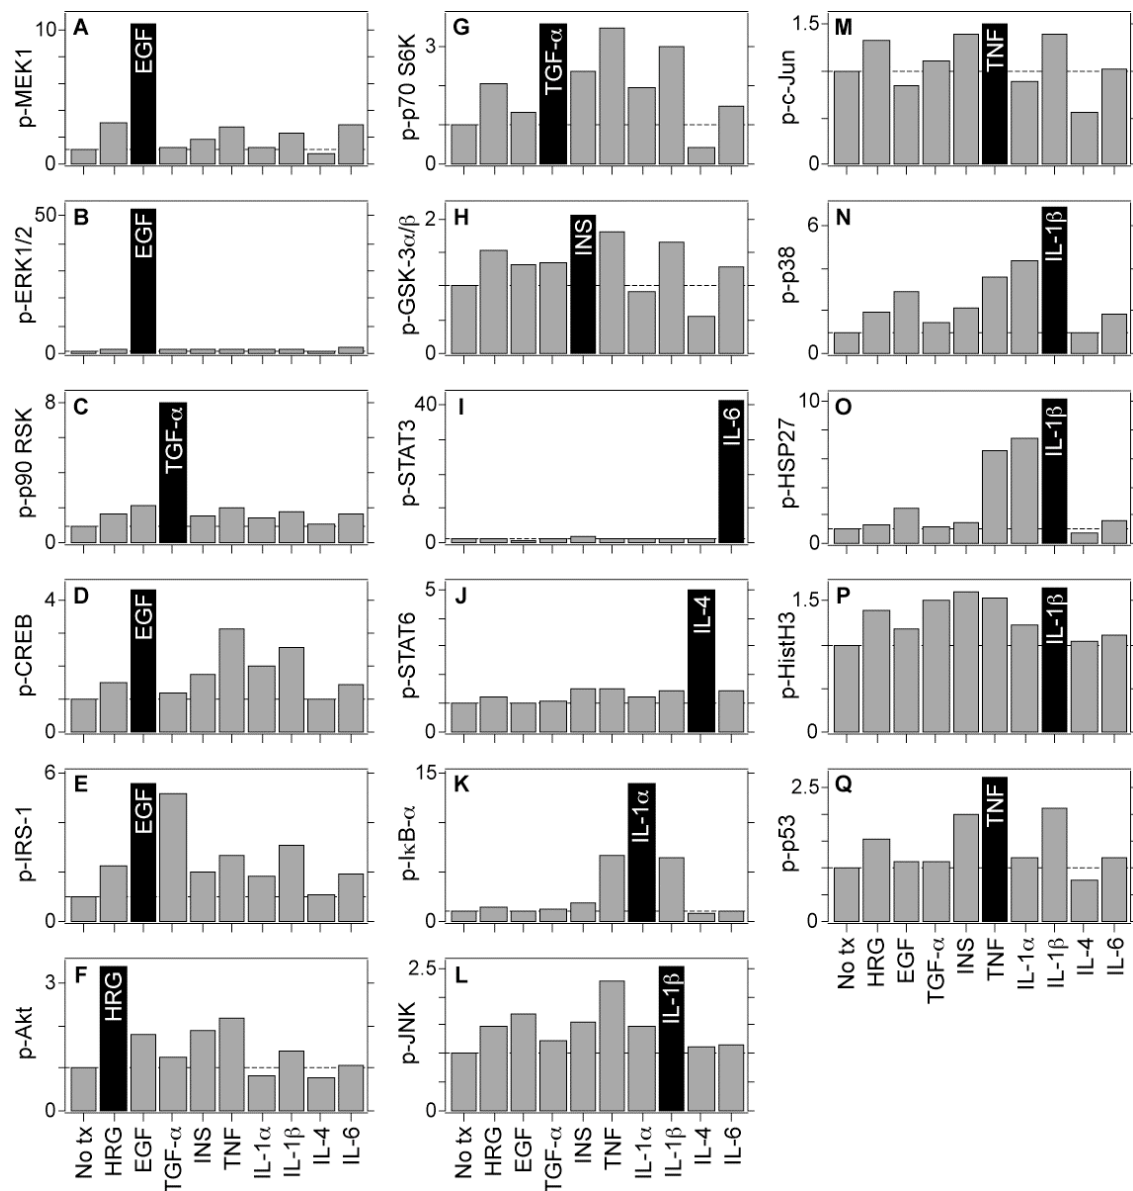 A
p-MEK1
10
0
EGF
B
p-ERK1/2
50
0
EGF
C
p-p90 RSK
8
4
0
TGF-α
D
p-CREB
4
2
0
EGF
E
p-IRS-1
6
0
EGF
F
p-Akt
3
0
HRG
No tx
HRG
EGF
TGF-α
INS
TNF
IL-1α
IL-1β
IL-4
IL-6
G
p-p70 S6K
3
0
TGF-α
H
p-GSK-3α/β
2
0
INS
I
p-STAT3
40
0
IL-6
J
p-STAT6
5
0
IL-4
K
p-IκB-α
15
0
IL-1α
L
p-JNK
2.5
0
IL-1β
No tx
HRG
EGF
TGF-α
INS
TNF
IL-1α
IL-1β
IL-4
IL-6
M
p-c-Jun
1.5
0
TNF
N
p-p38
6
0
IL-1β
O
p-HSP27
10
0
IL-1β
P
p-HistH3
1.5
0
IL-1β
Q
p-p53
2.5
0
TNF
No tx
HRG
EGF
TGF-α
INS
TNF
IL-1α
IL-1β
IL-4
IL-6